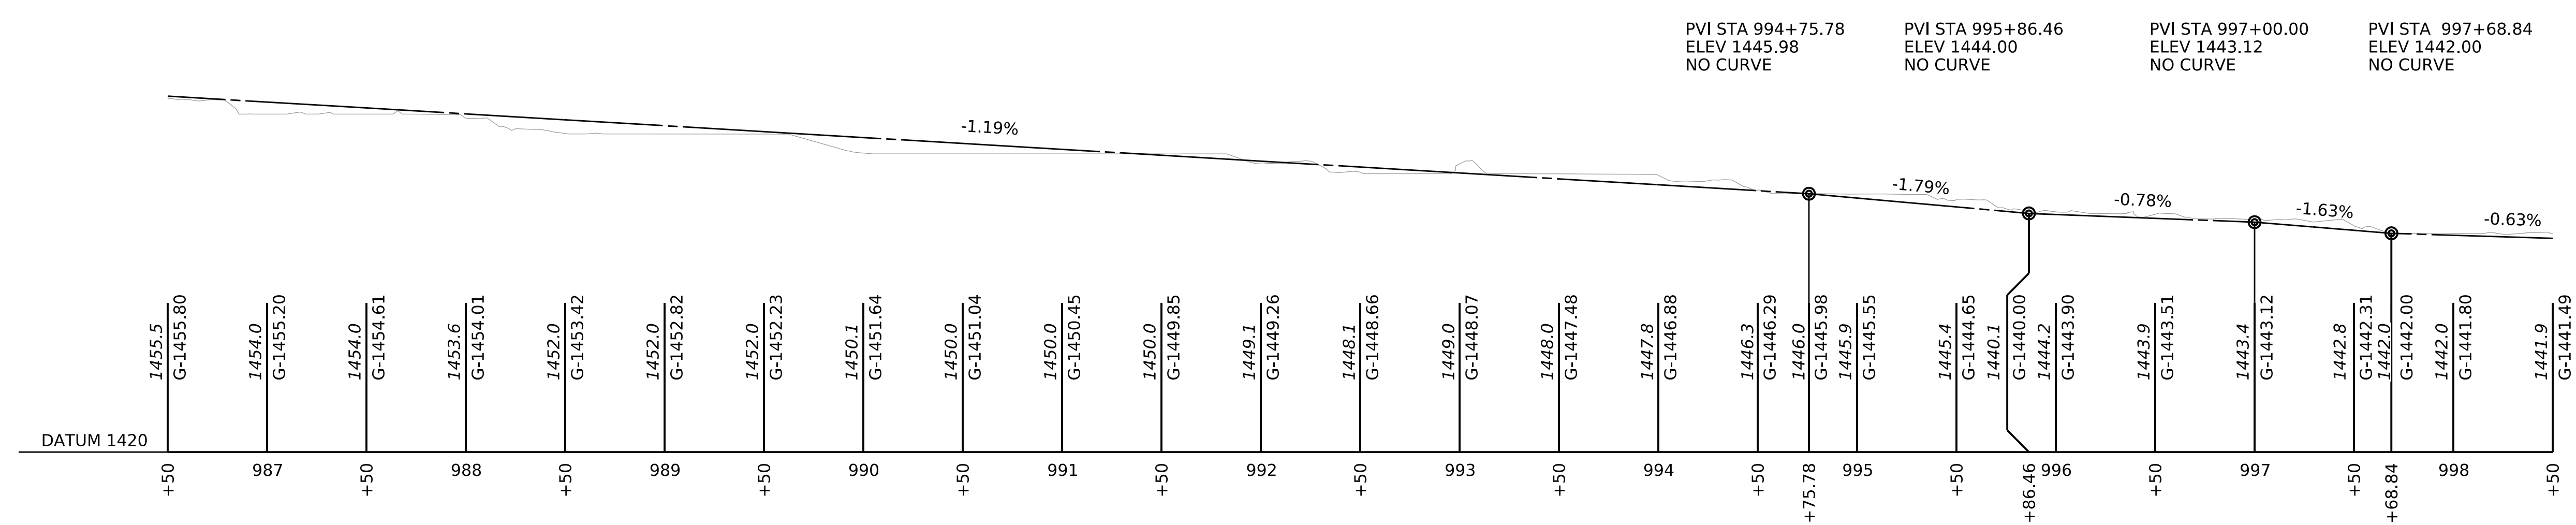 PVI STA 994+75.78
ELEV 1445.98
NO CURVE
PVI STA 995+86.46
ELEV 1444.00
NO CURVE
PVI STA 997+00.00
ELEV 1443.12
NO CURVE
PVI STA 997+68.84
ELEV 1442.00
NO CURVE
-1.19%
-1.79%
-0.78%
-1.63%
-0.63%
1455.5
G-1455.80
1454.0
G-1455.20
1454.0
G-1454.61
1453.6
G-1454.01
1452.0
G-1453.42
1452.0
G-1452.82
1452.0
G-1452.23
1450.1
G-1451.64
1450.0
G-1451.04
1450.0
G-1450.45
1450.0
G-1449.85
1449.1
G-1449.26
1448.1
G-1448.66
1449.0
G-1448.07
1448.0
G-1447.48
1447.8
G-1446.88
1446.3
G-1446.29
1446.0
G-1445.98
1445.9
G-1445.55
1445.4
G-1444.65
1440.1
G-1440.00
1444.2
G-1443.90
1443.9
G-1443.51
1443.4
G-1443.12
1442.8
G-1442.31
1442.0
G-1442.00
1442.0
G-1441.80
1441.9
G-1441.49
DATUM 1420
+50
987
+50
988
+50
989
+50
990
+50
991
+50
992
+50
993
+50
994
+50
+75.78
995
+50
+86.46
996
+50
997
+50
+68.84
998
+50